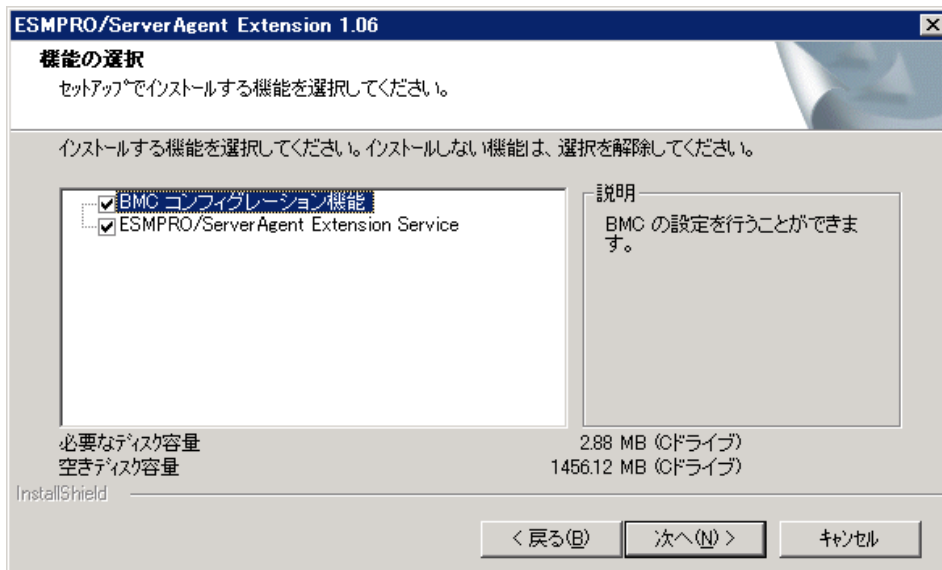 ESMPRO/ServerAgent Extension 1.06
機能の選択
セットアップでインストールする機能を選択してください。
インストールする機能を選択してください。インストールしない機能は、選択を解除してください。
BMC コンフィグレーション機能
ESMPRO/ServerAgent Extension Service
説明
BMC の設定を行うことができま
す。
必要なディスク容量 2.88 MB (Cドライブ)
空きディスク容量 1456.12 MB (Cドライブ)
InstallShield
< 戻る(B) 次へ(N) > キャンセル